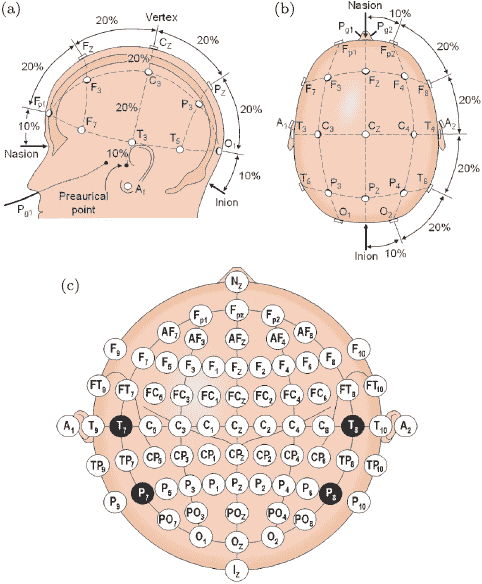 (a)
Vertex
20%
20%
FZ
CZ
20%
20%
F3
C3
20%
PZ
P3
20%
Fp1
F7
T3
T5
O1
10%
Nasion
10%
10%
A1
Preaurical
point
Inion
Pg1
(b)
Nasion
10%
Pg1
Pg2
20%
Fp1
Fp2
F7
F3
FZ
F4
F8
20%
A1
T3
C3
CZ
C4
T4
A2
T5
P3
PZ
P4
T6
20%
O1
O2
20%
Inion
10%
(c)
NZ
Fp1
Fpz
Fp2
AF7
AF3
AFZ
AF4
AF8
F9
F7
F5
F3
F1
FZ
F2
F4
F6
F8
F10
FT9
FT7
FC5
FC3
FC1
FCZ
FC2
FC4
FC6
FT8
FT10
A1
T9
T7
C5
C3
C1
CZ
C2
C4
C6
T8
T10
A2
TP9
TP7
CP5
CP3
CP1
CPZ
CP2
CP4
CP6
TP8
TP10
P9
P7
P5
P3
P1
PZ
P2
P4
P6
P8
P10
PO7
PO3
POZ
PO4
PO8
O1
OZ
O2
IZ